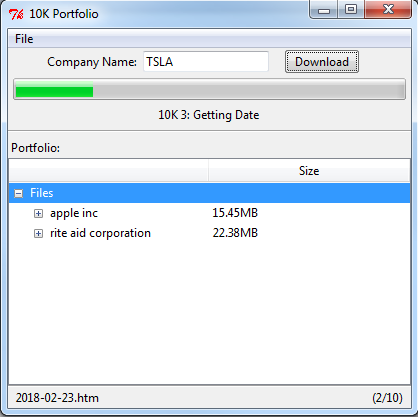 10K Portfolio
File
Company Name: TSLA Download
10K 3: Getting Date
Portfolio:
Size
Files
apple inc 15.45MB
rite aid corporation 22.38MB
2018-02-23.htm (2/10)